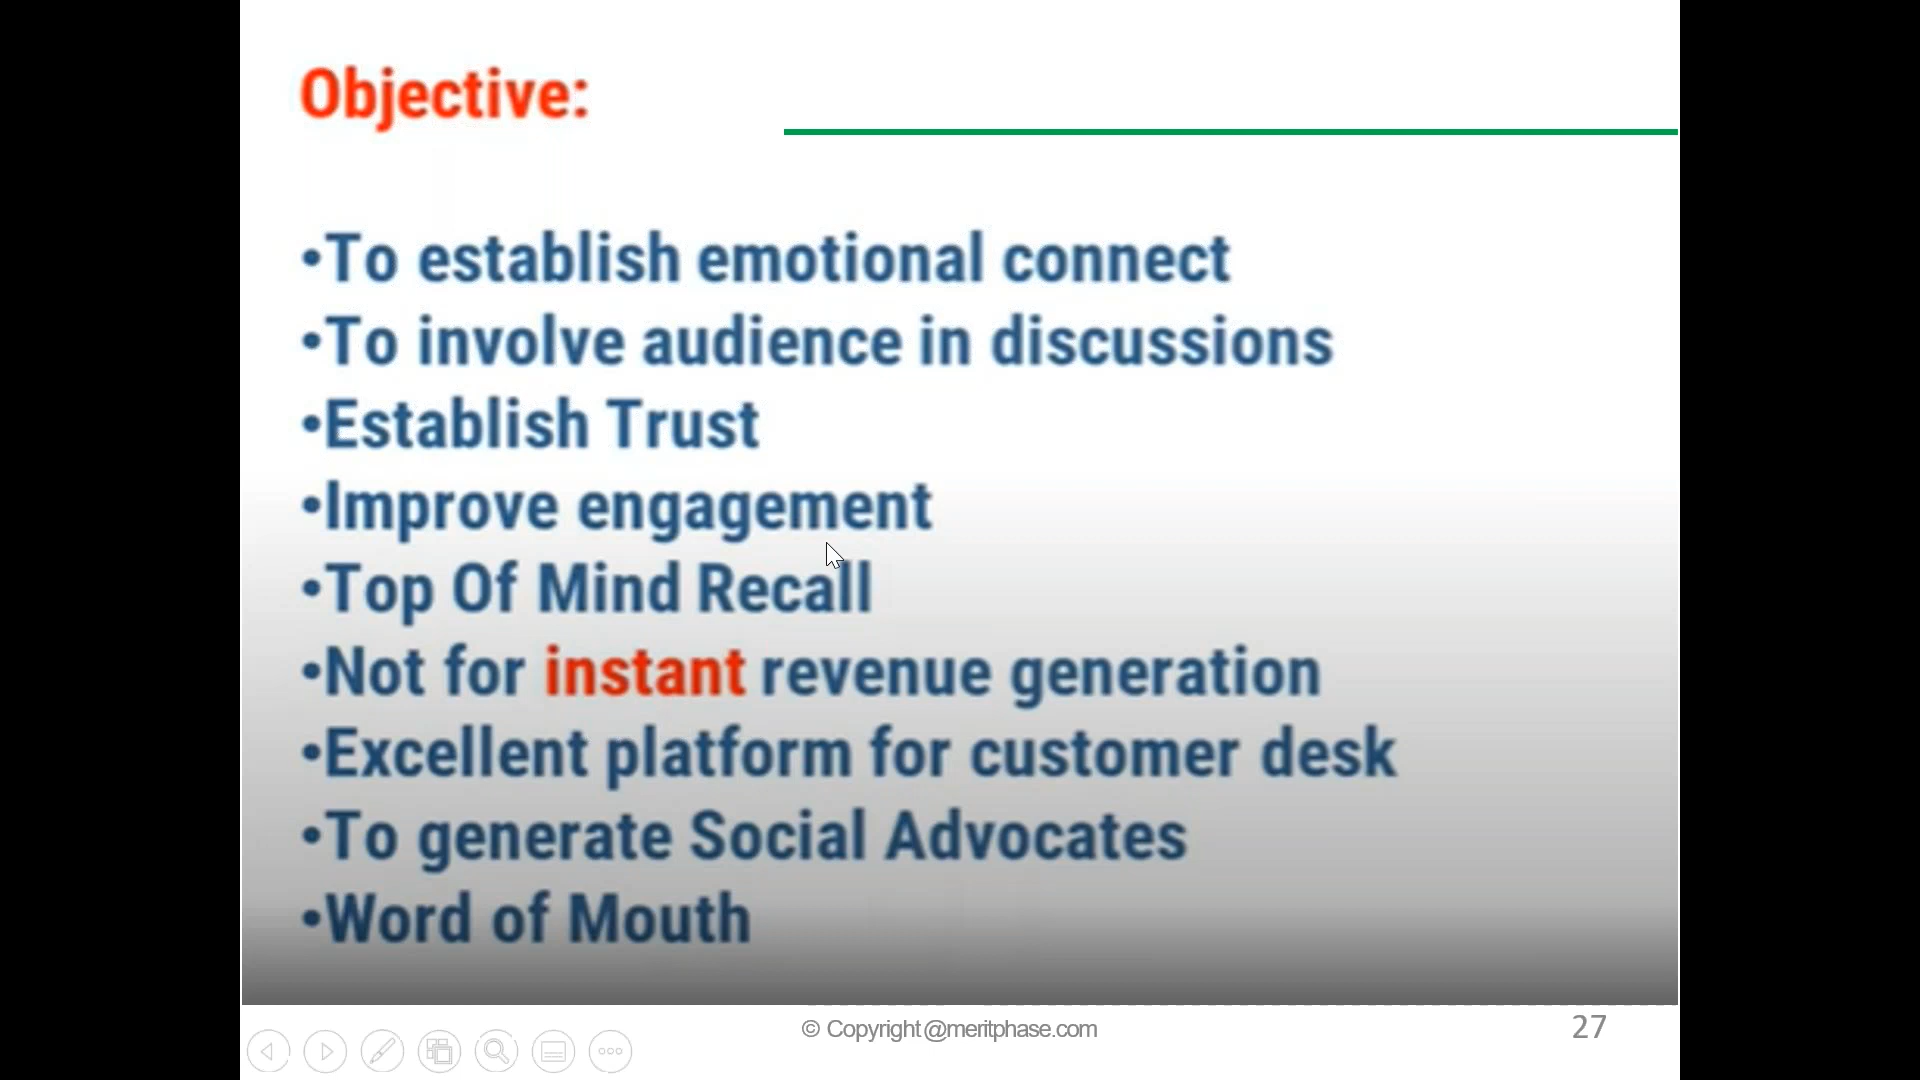 Objective:
•To establish emotional connect
•To involve audience in discussions
•Establish Trust
•Improve engagement
•Top Of Mind Recall
•Not for instant revenue generation
•Excellent platform for customer desk
•To generate Social Advocates
•Word of Mouth
© Copyright @meritphase.com
27